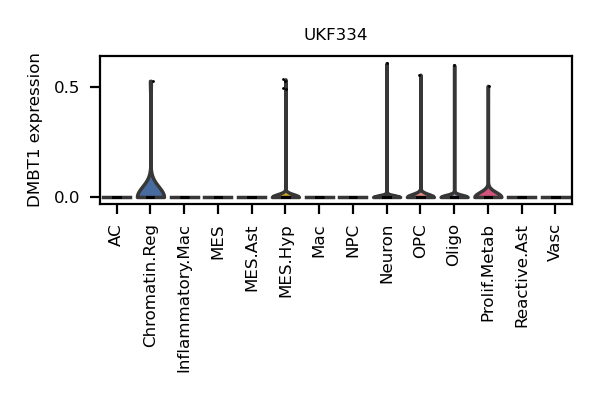 UKF334
DMBT1 expression
0.5
0.0
AC
Chromatin.Reg
Inflammatory.Mac
MES
MES.Ast
MES.Hyp
Mac
NPC
Neuron
OPC
Oligo
Prolif.Metab
Reactive.Ast
Vasc